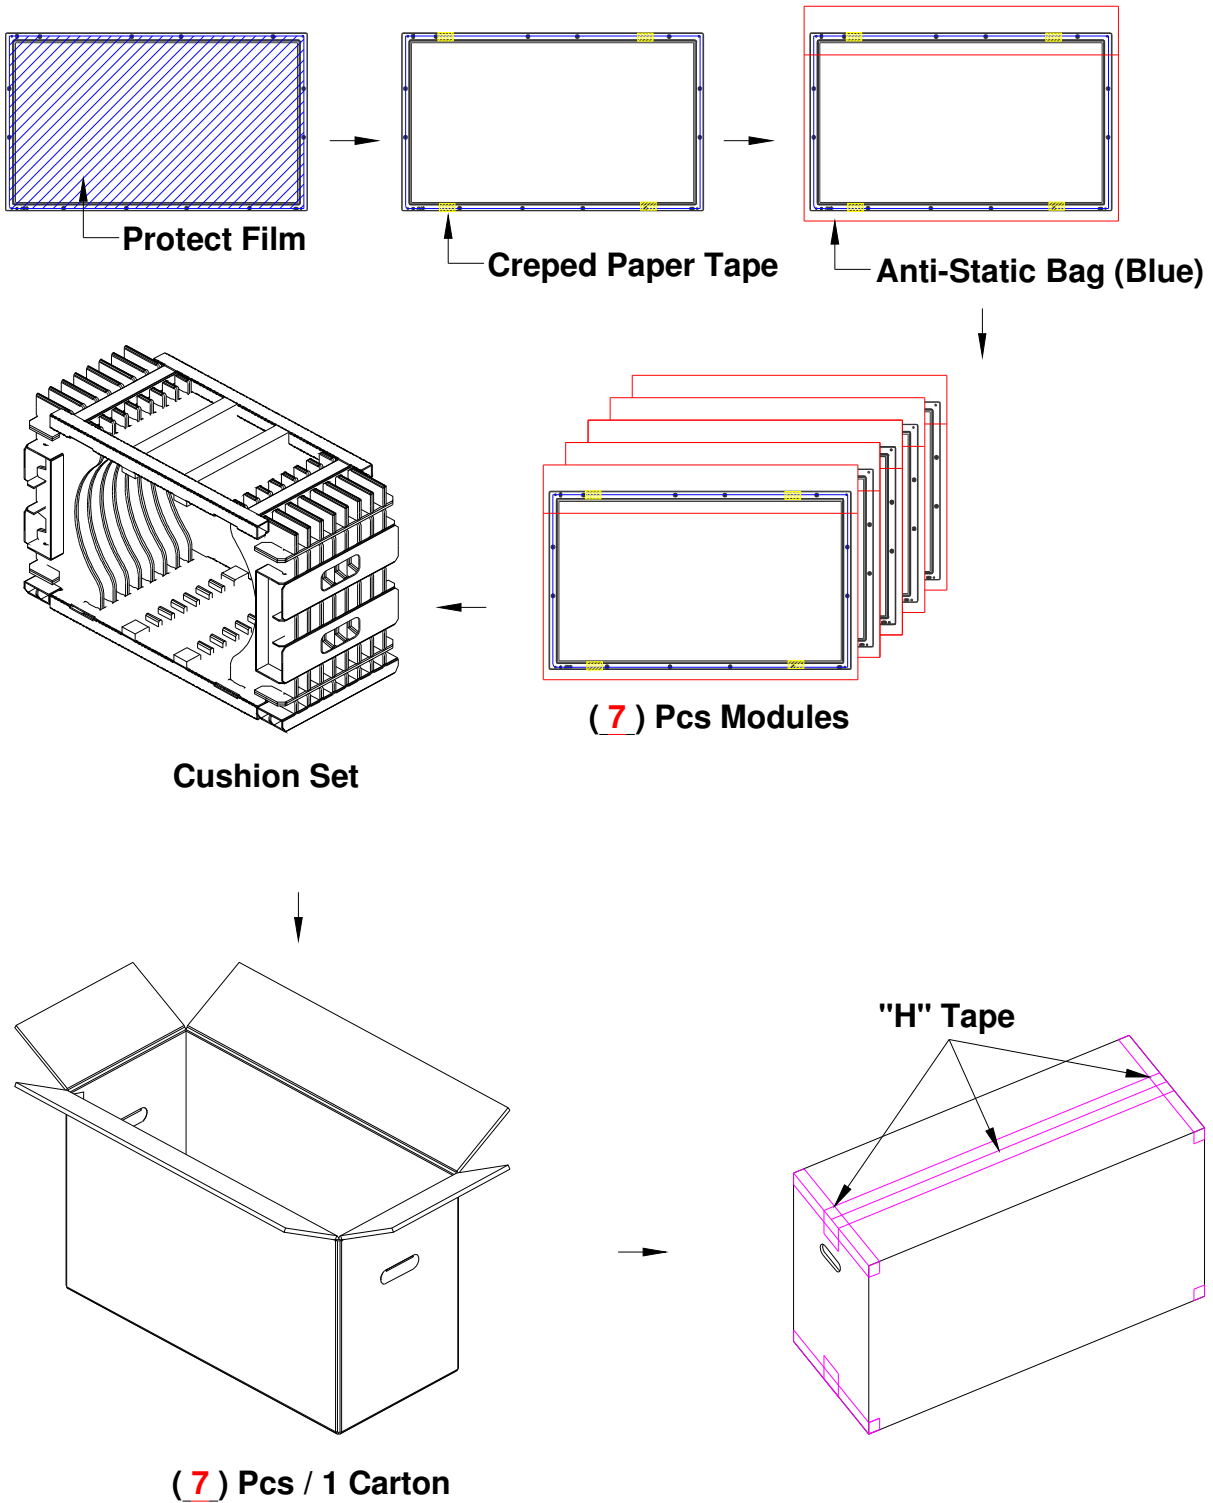 Protect Film
Creped Paper Tape
Anti-Static Bag (Blue)
( 7 ) Pcs Modules
Cushion Set
"H" Tape
( 7 ) Pcs / 1 Carton